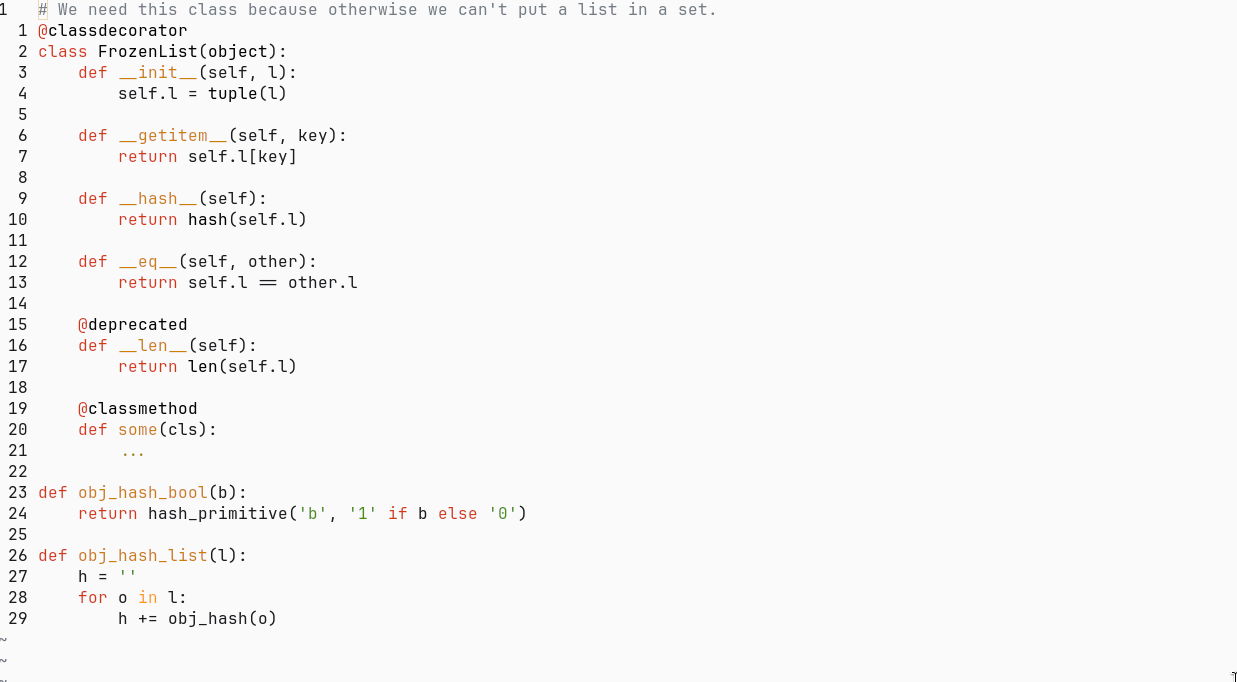 1   # We need this class because otherwise we can't put a list in a set.
  1 @classdecorator
  2 class FrozenList(object):
  3     def __init__(self, l):
  4         self.l = tuple(l)
  5
  6     def __getitem__(self, key):
  7         return self.l[key]
  8
  9     def __hash__(self):
 10         return hash(self.l)
 11
 12     def __eq__(self, other):
 13         return self.l == other.l
 14
 15     @deprecated
 16     def __len__(self):
 17         return len(self.l)
 18
 19     @classmethod
 20     def some(cls):
 21         ...
 22
 23 def obj_hash_bool(b):
 24     return hash_primitive('b', '1' if b else '0')
 25
 26 def obj_hash_list(l):
 27     h = ''
 28     for o in l:
 29         h += obj_hash(o)
~
~
~